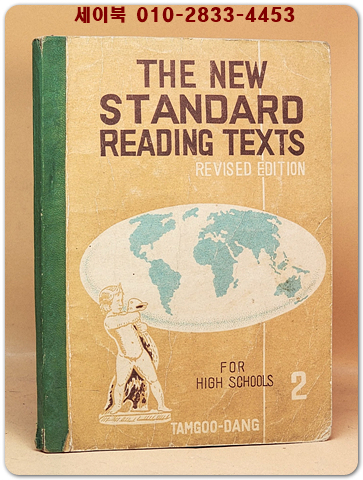 세이북 010-2833-4453
THE NEW
STANDARD
READING TEXTS
REVISED EDITION
FOR
HIGH SCHOOLS 2
TAMGOO-DANG